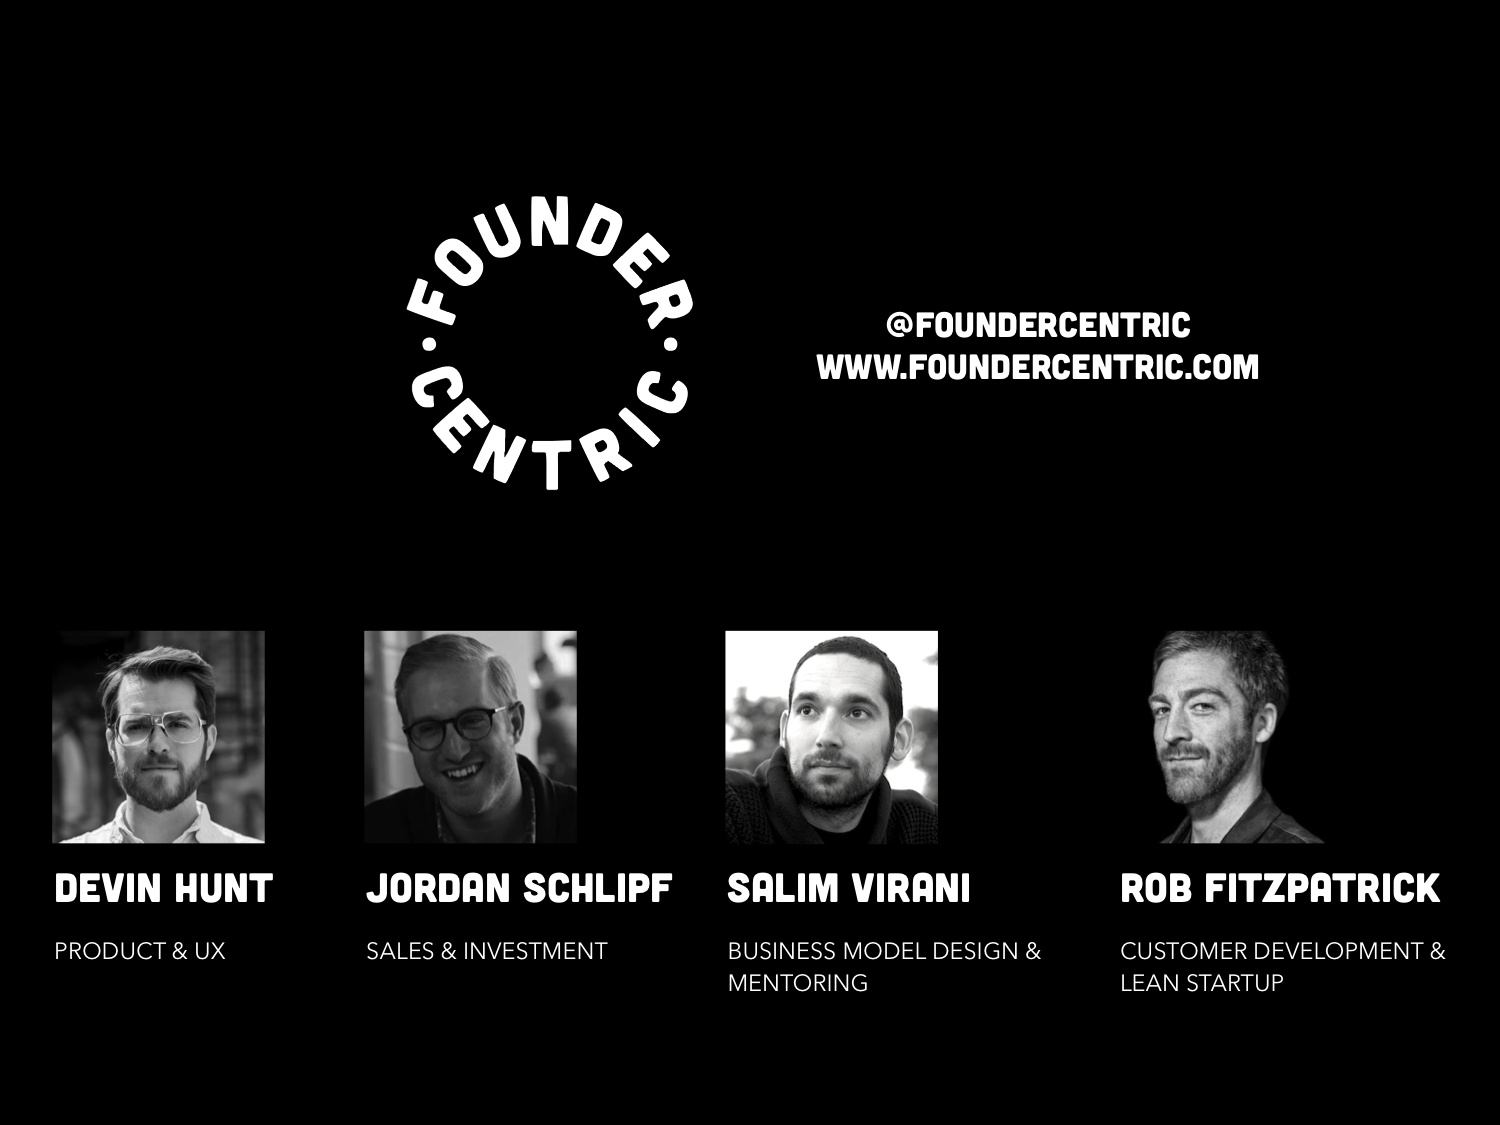 FOUNDER
· CENTRIC ·
@FOUNDERCENTRIC
WWW.FOUNDERCENTRIC.COM
DEVIN HUNT
PRODUCT & UX
JORDAN SCHLIPF
SALES & INVESTMENT
SALIM VIRANI
BUSINESS MODEL DESIGN &
MENTORING
ROB FITZPATRICK
CUSTOMER DEVELOPMENT &
LEAN STARTUP